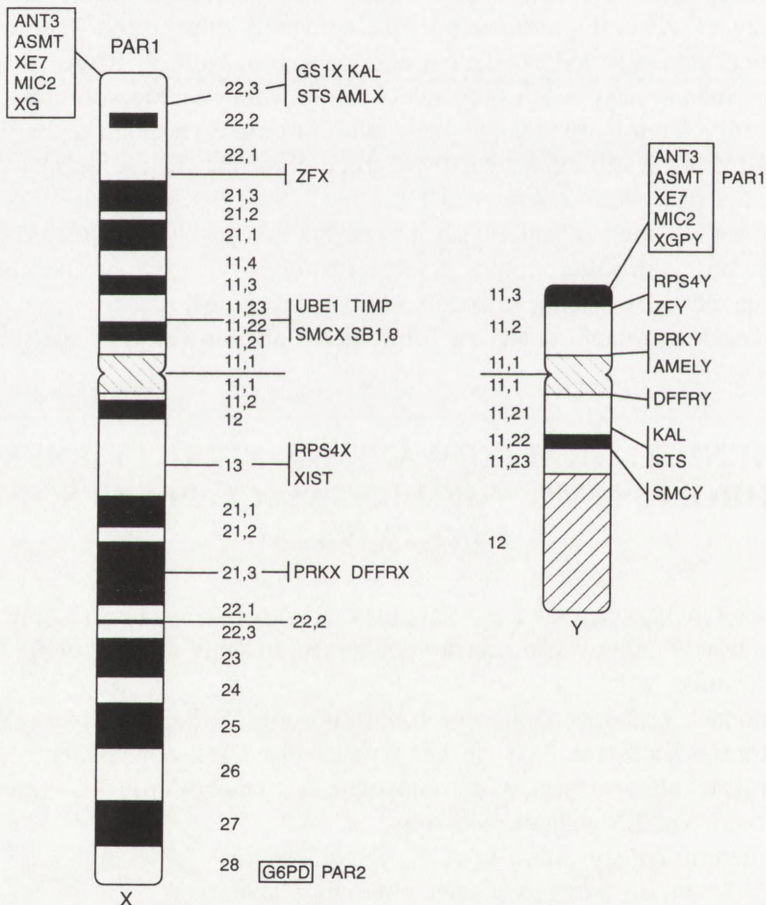 ANT3
ASMT
XE7
MIC2
XG
PAR1
22,3
GS1X KAL
STS AMLX
22,2
22,1
ZFX
21,3
21,2
21,1
11,4
11,3
11,23
UBE1 TIMP
11,22
SMCX SB1,8
11,21
11,1
11,1
11,2
12
13
RPS4X
XIST
21,1
21,2
21,3
PRKX DFFRX
22,1
22,2
22,3
23
24
25
26
27
28
G6PD PAR2
X
ANT3
ASMT
XE7
MIC2
XGPY
PAR1
11,3
RPS4Y
ZFY
11,2
PRKY
AMELY
11,1
11,1
DFFRY
11,21
KAL
STS
11,22
11,23
SMCY
12
Y